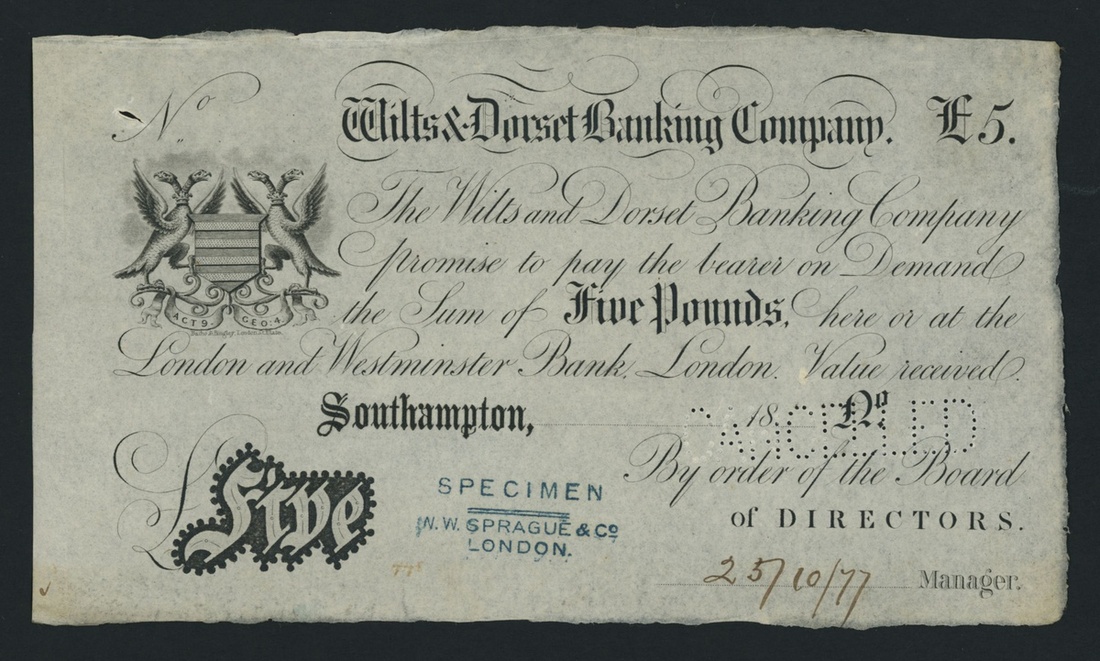 No
Wilts & Dorset Banking Company. £5.
The Wilts and Dorset Banking Company
promise to pay the bearer on Demand
the Sum of Five Pounds, here or at the
ACT 9. GEO: 4.
London and Westminster Bank, London. Value received.
Southampton, 18 No
CANCELLED
By order of the Board
of DIRECTORS.
£ Five
SPECIMEN
W.W. SPRAGUE & Co
LONDON.
25/10/77 Manager.